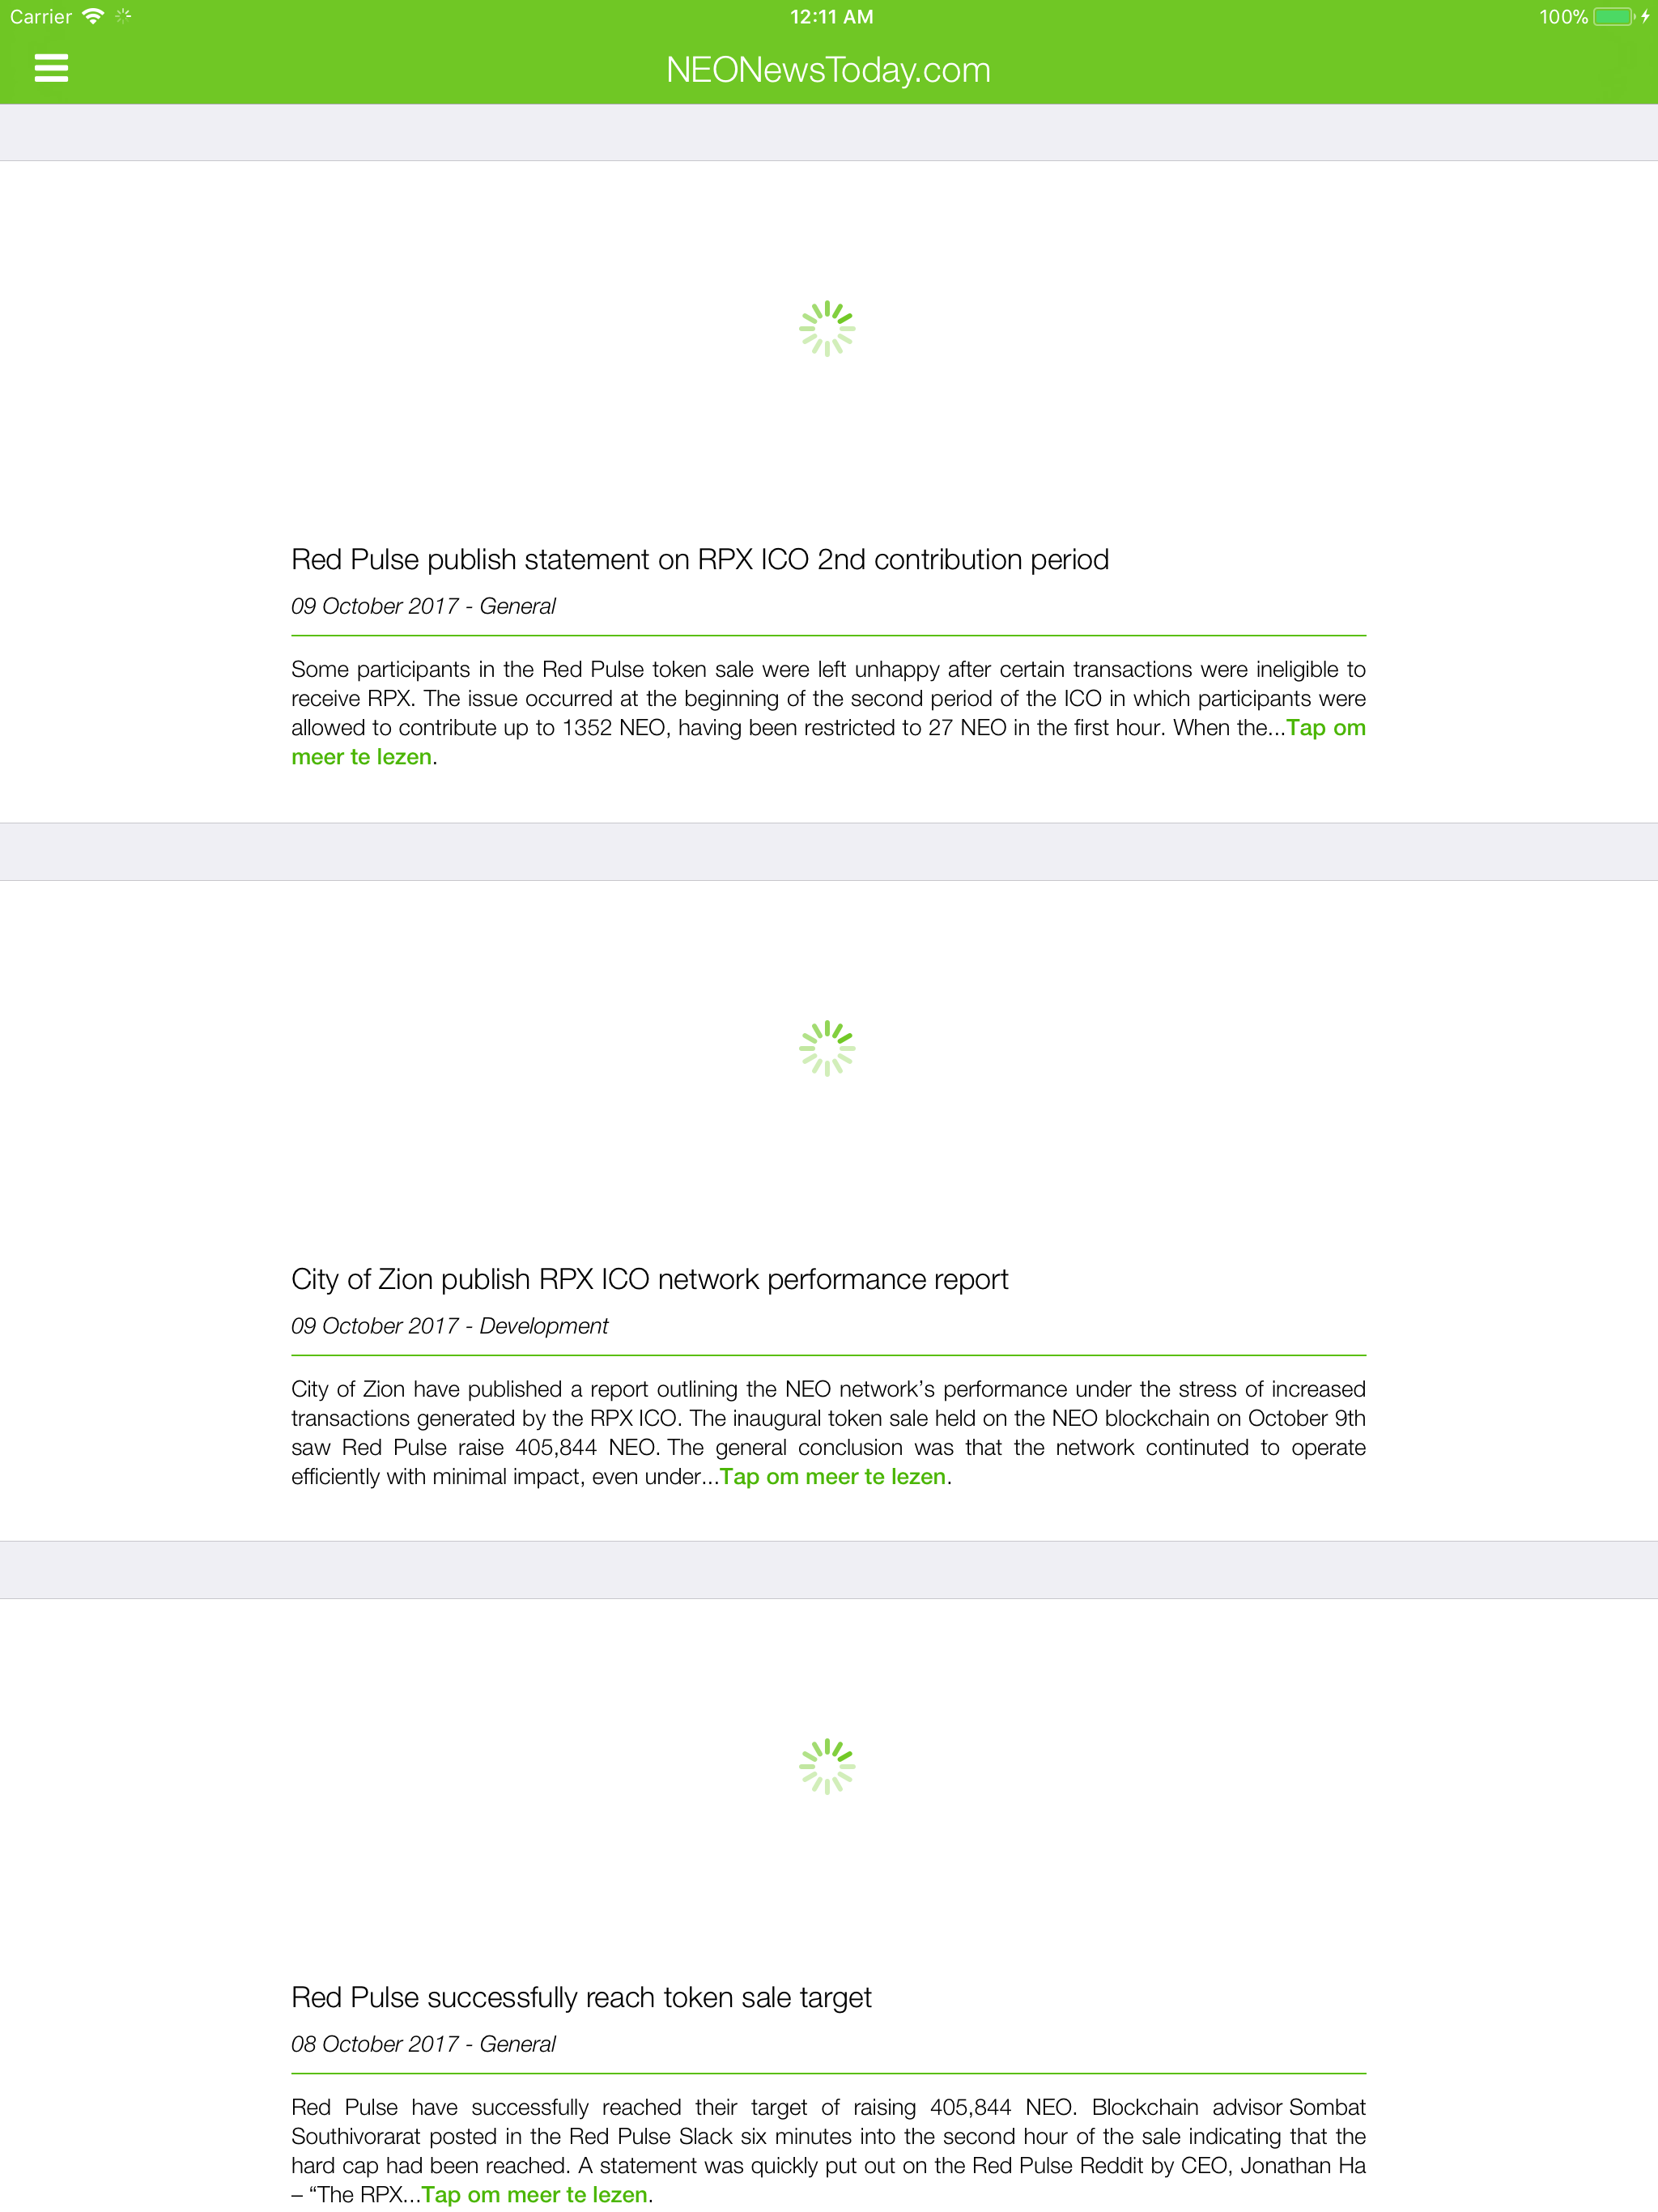 Carrier
12:11 AM
100%
NEONewsToday.com
Red Pulse publish statement on RPX ICO 2nd contribution period
09 October 2017 - General
Some participants in the Red Pulse token sale were left unhappy after certain transactions were ineligible to
receive RPX. The issue occurred at the beginning of the second period of the ICO in which participants were
allowed to contribute up to 1352 NEO, having been restricted to 27 NEO in the first hour. When the...Tap om
meer te lezen.
City of Zion publish RPX ICO network performance report
09 October 2017 - Development
City of Zion have published a report outlining the NEO network’s performance under the stress of increased
transactions generated by the RPX ICO. The inaugural token sale held on the NEO blockchain on October 9th
saw Red Pulse raise 405,844 NEO. The general conclusion was that the network continuted to operate
efficiently with minimal impact, even under...Tap om meer te lezen.
Red Pulse successfully reach token sale target
08 October 2017 - General
Red Pulse have successfully reached their target of raising 405,844 NEO. Blockchain advisor Sombat
Southivorarat posted in the Red Pulse Slack six minutes into the second hour of the sale indicating that the
hard cap had been reached. A statement was quickly put out on the Red Pulse Reddit by CEO, Jonathan Ha
– “The RPX...Tap om meer te lezen.